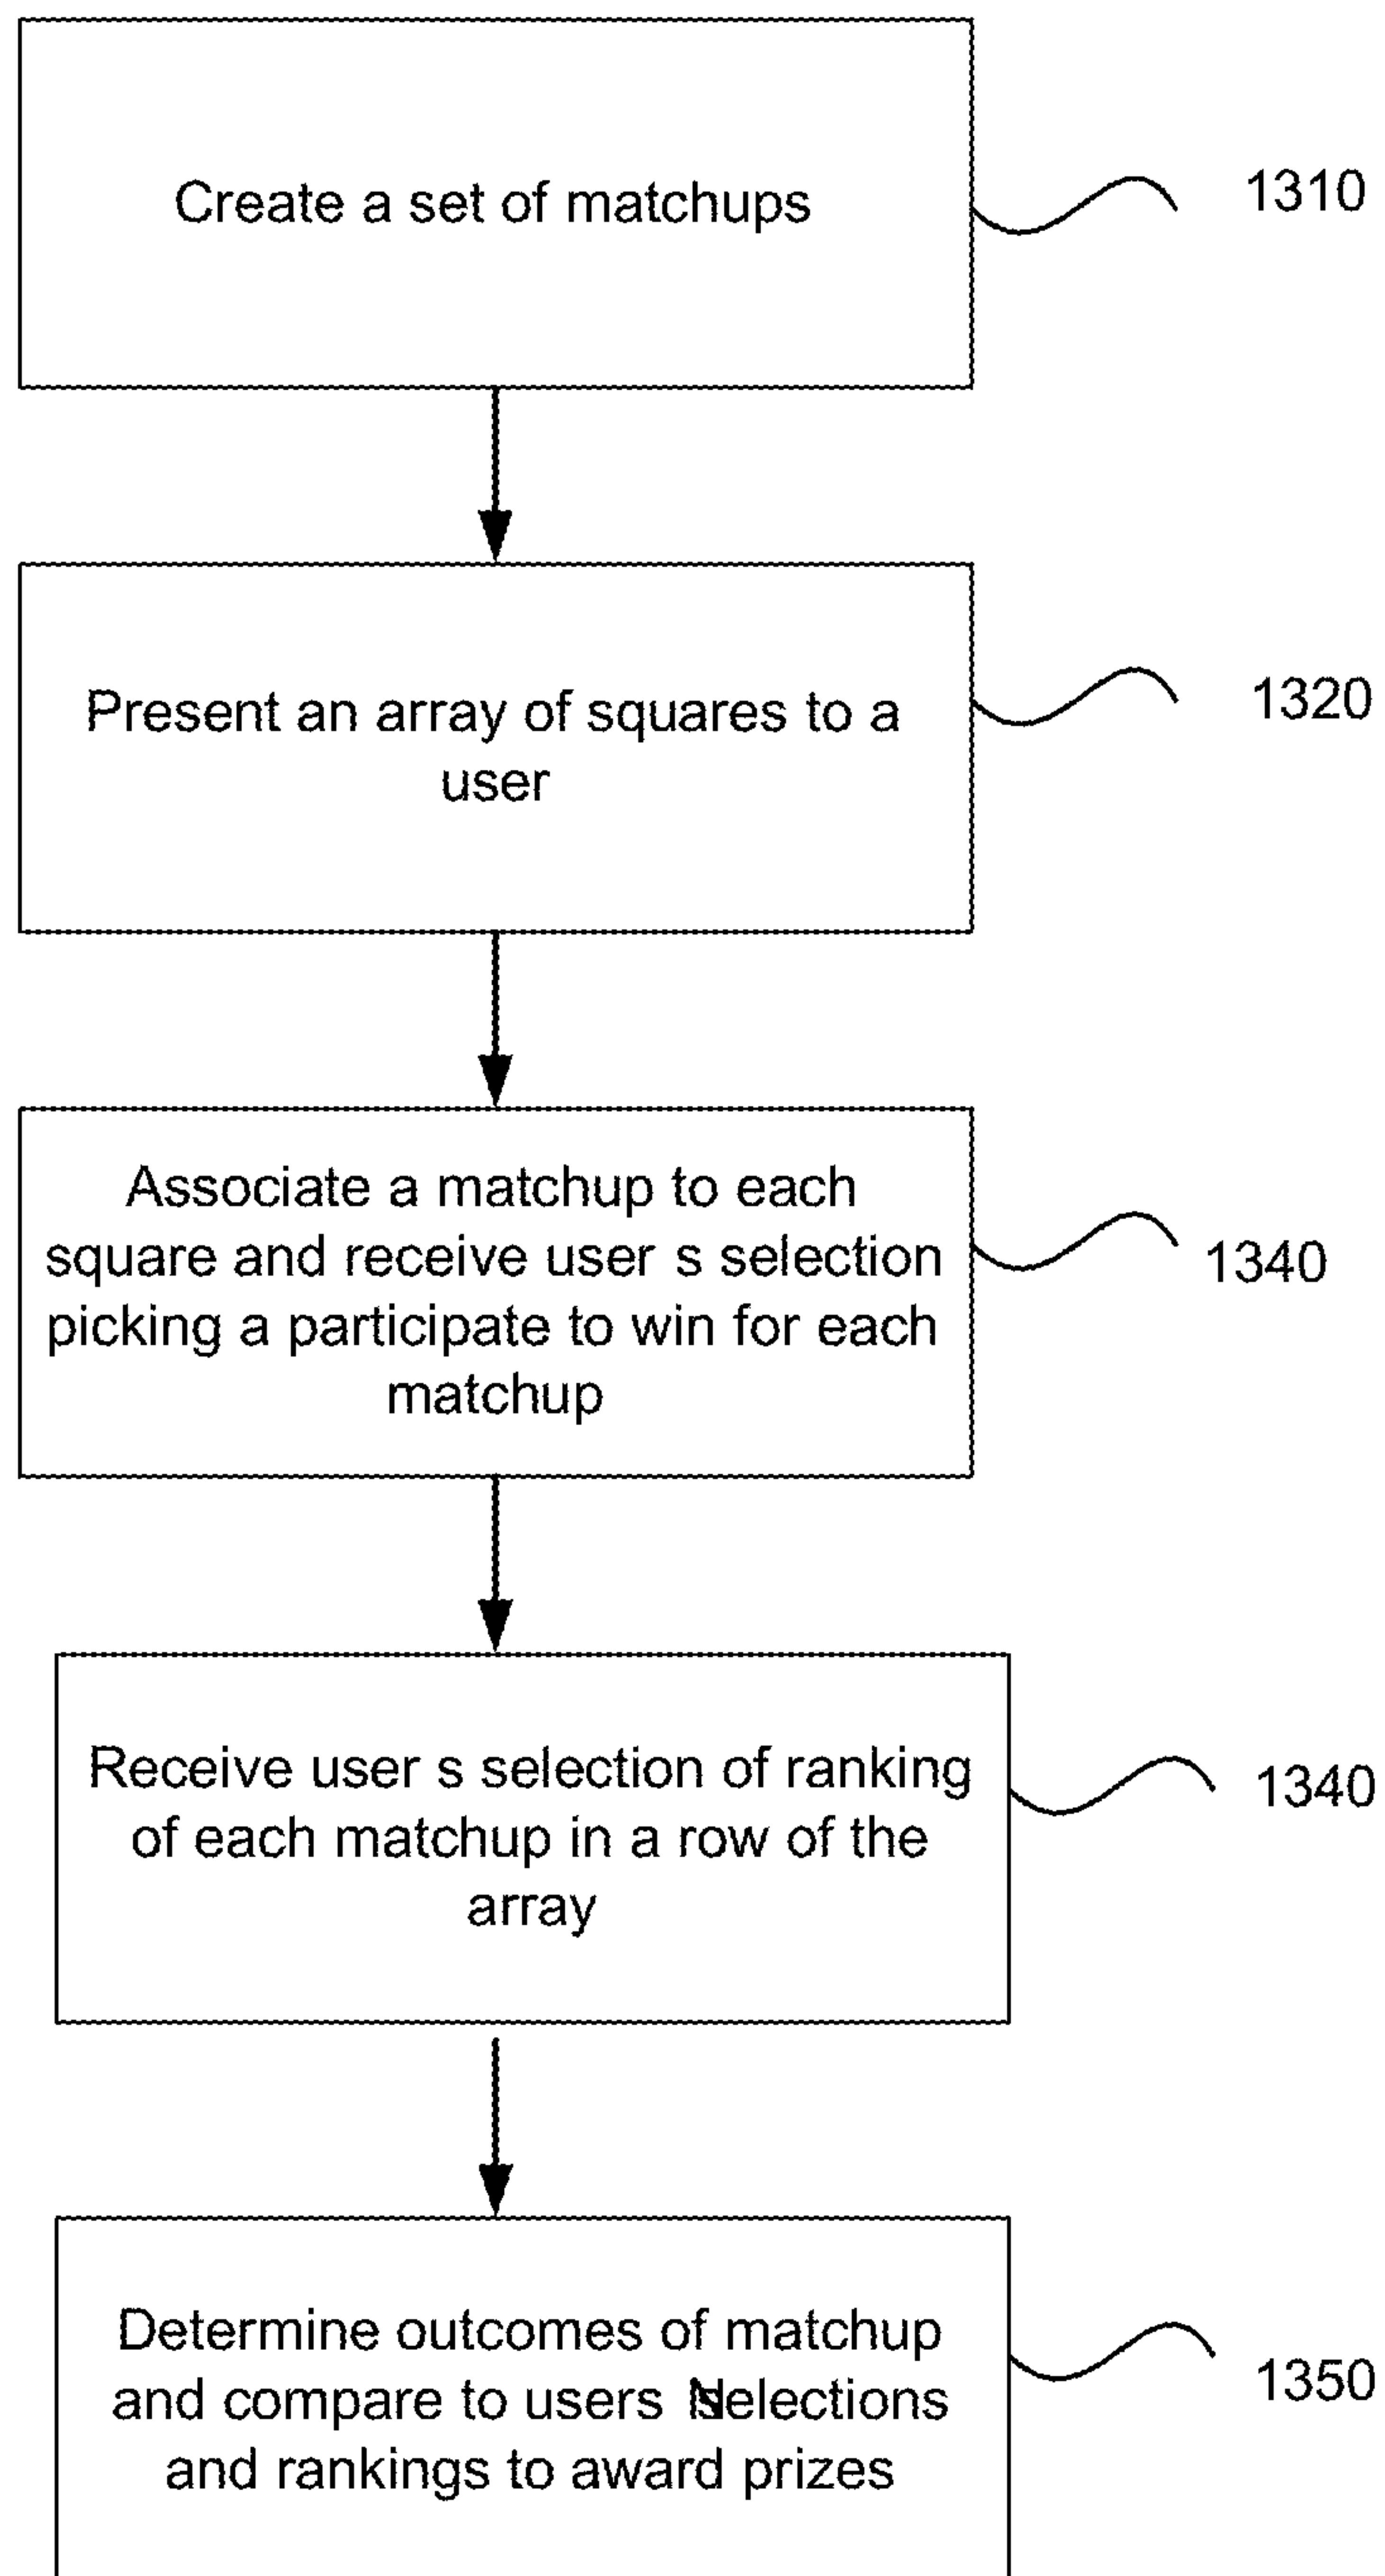 Create a set of matchups
1310
Present an array of squares to a
user
1320
Associate a matchup to each
square and receive user s selection
picking a participate to win for each
matchup
1340
Receive user s selection of ranking
of each matchup in a row of the
array
1340
Determine outcomes of matchup
and compare to users selections
and rankings to award prizes
1350